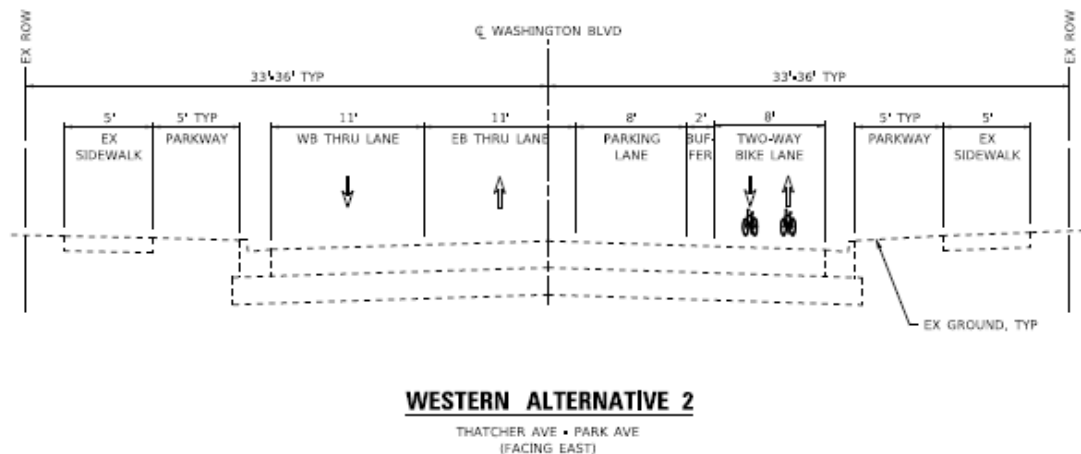 EX ROW
℄ WASHINGTON BLVD
EX ROW
33'-36' TYP
33'-36' TYP
5'
5' TYP
11'
11'
8'
2'
8'
5' TYP
5'
EX
SIDEWALK
PARKWAY
WB THRU LANE
EB THRU LANE
PARKING
LANE
BUF-
FER
TWO-WAY
BIKE LANE
PARKWAY
EX
SIDEWALK
EX GROUND, TYP
WESTERN ALTERNATIVE 2
THATCHER AVE - PARK AVE
(FACING EAST)